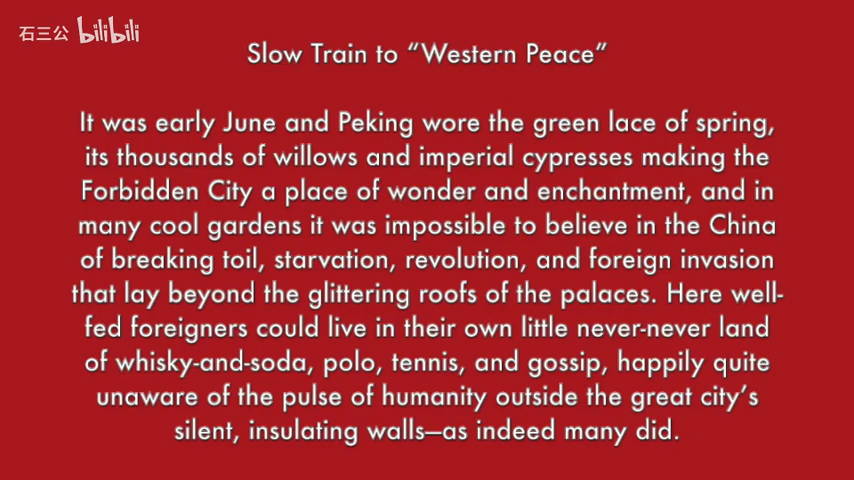 石三公 bilibili
Slow Train to “Western Peace”
It was early June and Peking wore the green lace of spring,
its thousands of willows and imperial cypresses making the
Forbidden City a place of wonder and enchantment, and in
many cool gardens it was impossible to believe in the China
of breaking toil, starvation, revolution, and foreign invasion
that lay beyond the glittering roofs of the palaces. Here well-
fed foreigners could live in their own little never-never land
of whisky-and-soda, polo, tennis, and gossip, happily quite
unaware of the pulse of humanity outside the great city’s
silent, insulating walls—as indeed many did.